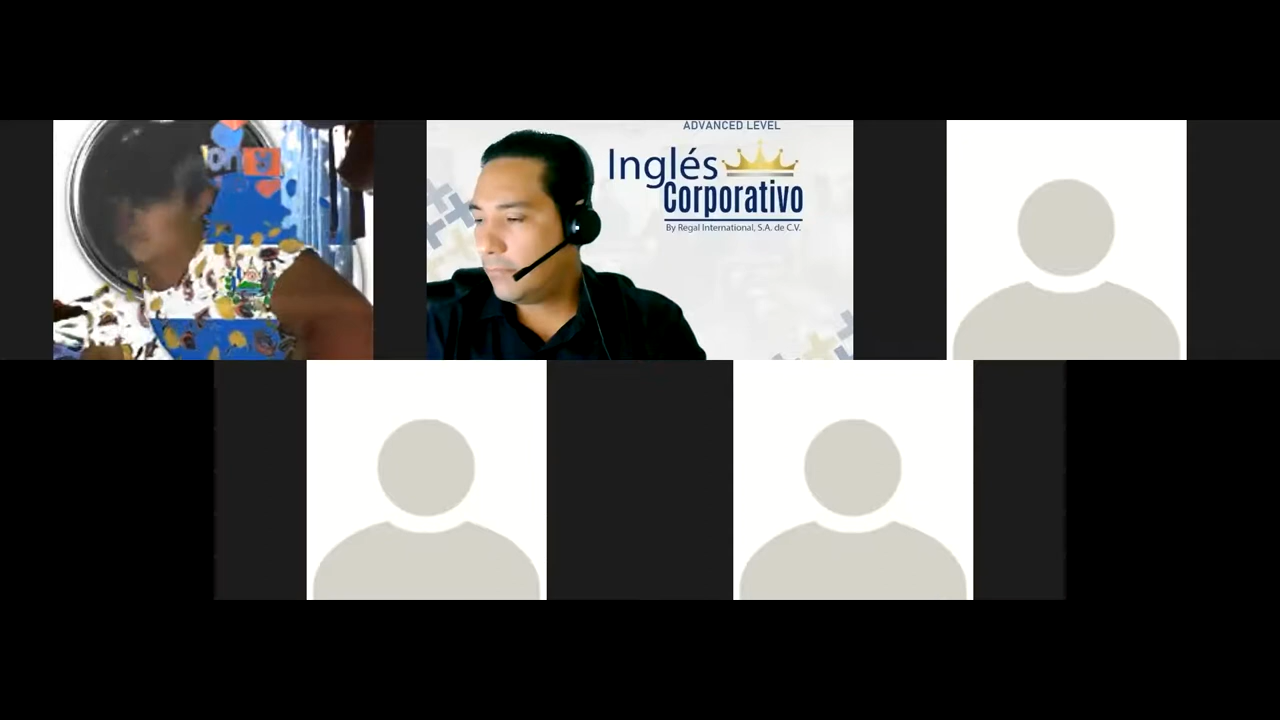 ADVANCED LEVEL
Inglés
Corporativo
By Regal International, S.A. de C.V.